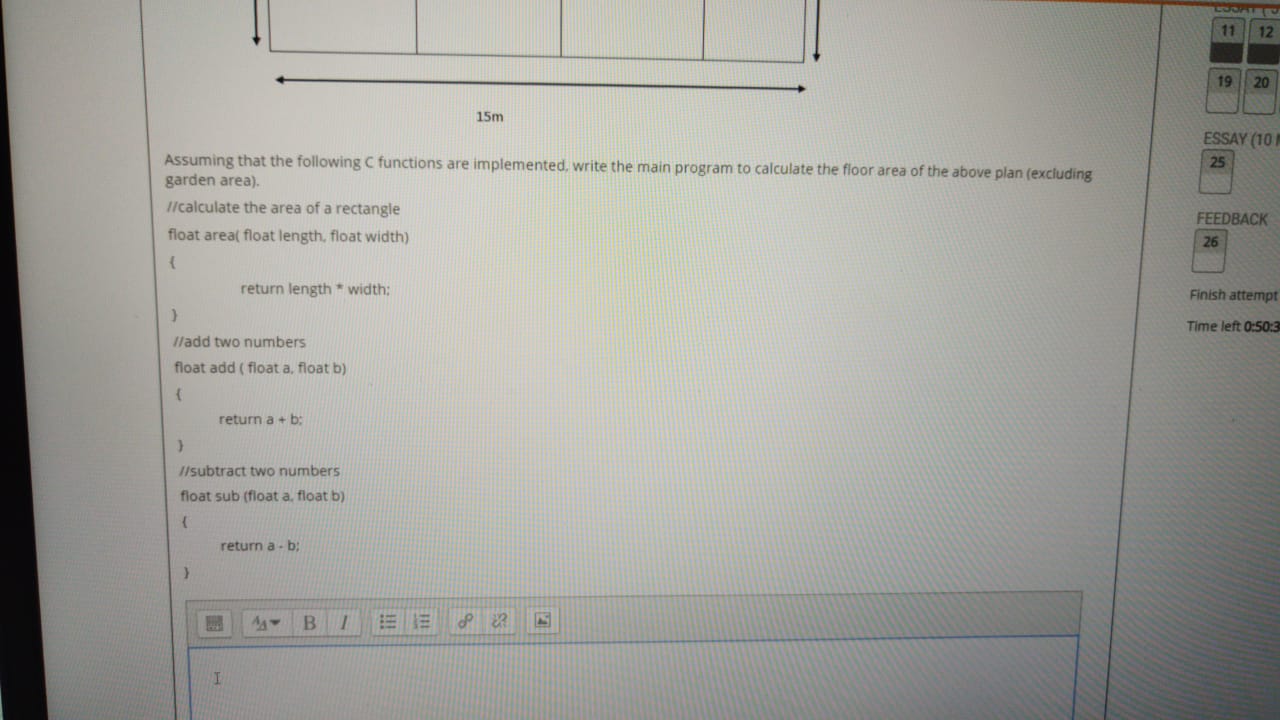 15m
Assuming that the following C functions are implemented, write the main program to calculate the floor area of the above plan (excluding
garden area).
//calculate the area of a rectangle
float area( float length, float width)
{
return length * width;
}
//add two numbers
float add ( float a, float b)
{
return a + b;
}
//subtract two numbers
float sub (float a, float b)
{
return a - b;
}
B I
11 12
19 20
ESSAY (10
25
FEEDBACK
26
Finish attempt
Time left 0:50:3